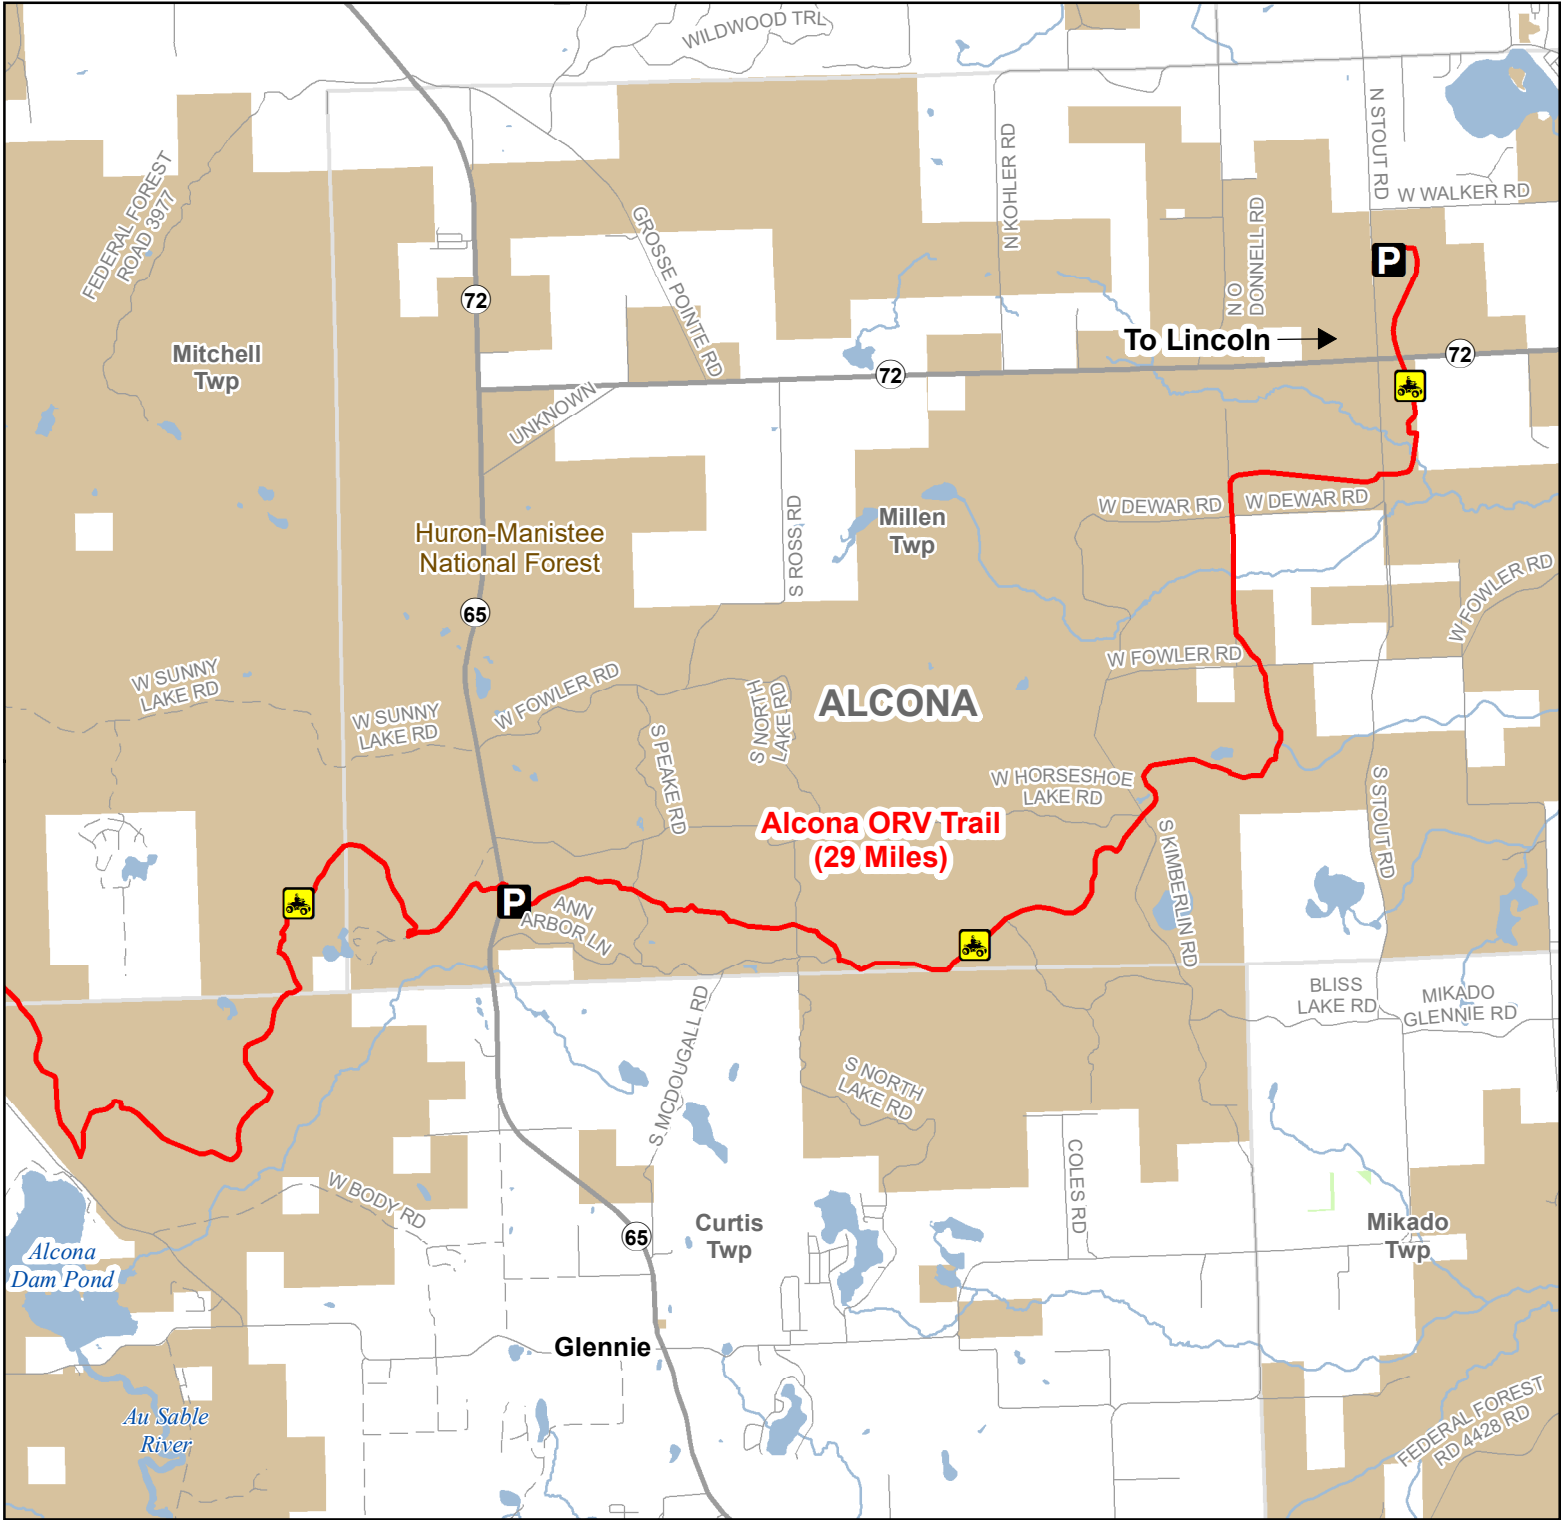 WILDWOOD TRL
N STOUT RD
N KOHLER RD
W WALKER RD
FEDERAL FOREST
ROAD 3977
GROSSE POINTE RD
N O
DONNELL RD
P
72
To Lincoln
72
72
Mitchell
Twp
UNKNOWN
W DEWAR RD
W DEWAR RD
S ROSS RD
Millen
Twp
Huron-Manistee
National Forest
65
W FOWLER RD
W FOWLER RD
W SUNNY
LAKE RD
W SUNNY
LAKE RD
W FOWLER RD
S NORTH
LAKE RD
ALCONA
S PEAKE RD
W HORSESHOE
LAKE RD
S STOUT RD
Alcona ORV Trail
(29 Miles)
S KIMBERLIN RD
P
ANN
ARBOR LN
BLISS
LAKE RD
MIKADO
GLENNIE RD
S MCDOUGALL RD
S NORTH
LAKE RD
COLES RD
W BODY RD
Curtis
Twp
Mikado
Twp
65
Alcona
Dam Pond
Glennie
Au Sable
River
FEDERAL FOREST
RD 4428 RD